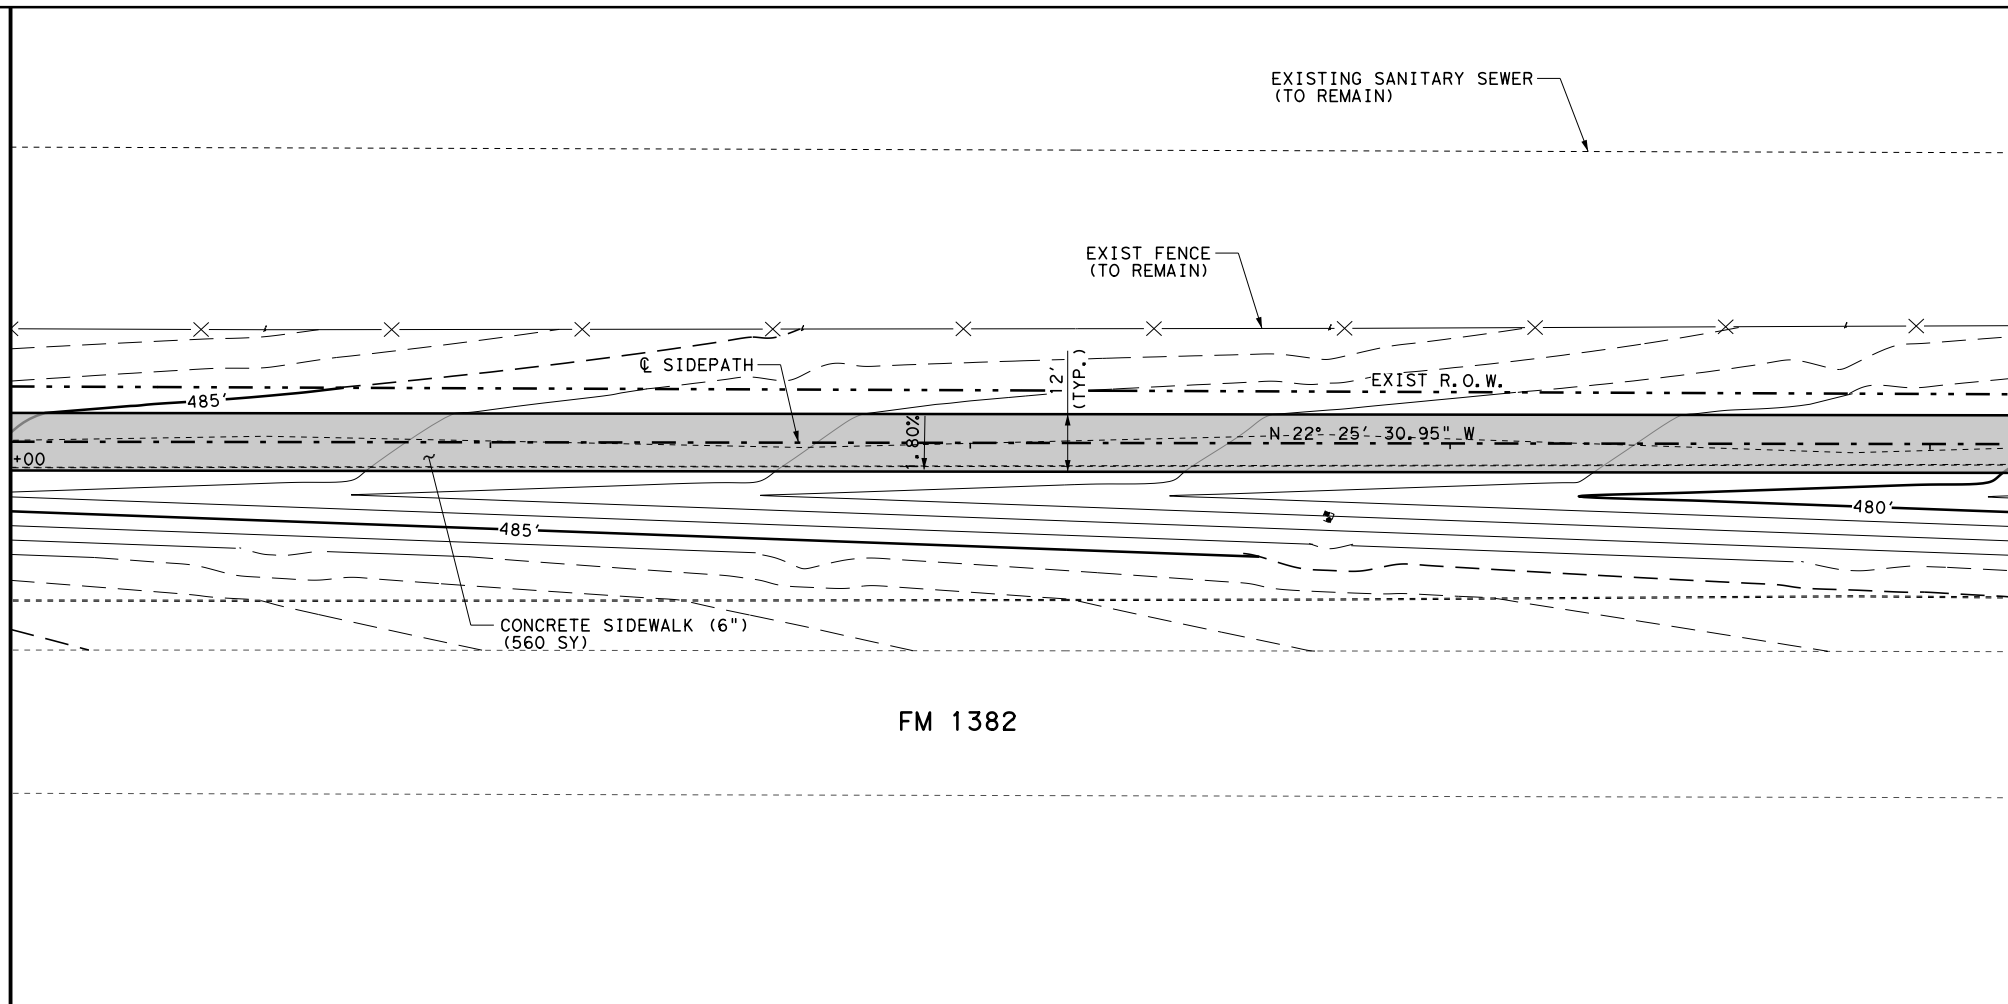 EXISTING SANITARY SEWER
(TO REMAIN)
EXIST FENCE
(TO REMAIN)
℄ SIDEPATH
12'
(TYP.)
EXIST R.O.W.
485'
1.80%
N 22° 25' 30.95" W
+00
480'
485'
CONCRETE SIDEWALK (6")
(560 SY)
FM 1382